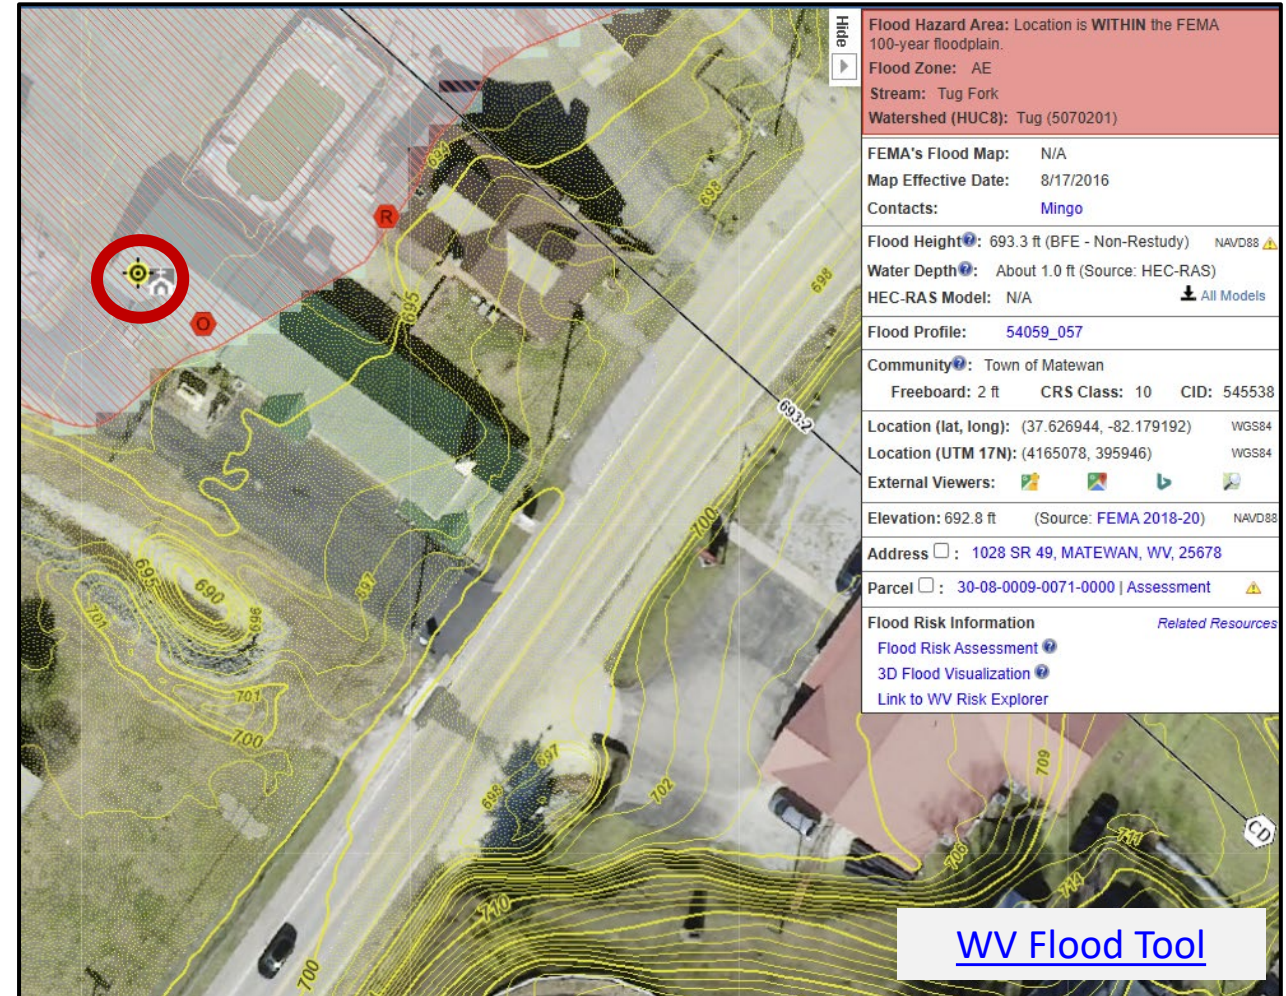 Hide
Flood Hazard Area: Location is WITHIN the FEMA
100-year floodplain.
Flood Zone: AE
Stream: Tug Fork
Watershed (HUC8): Tug (5070201)
FEMA's Flood Map: N/A
Map Effective Date: 8/17/2016
Contacts: Mingo
Flood Height?: 693.3 ft (BFE - Non-Restudy) NAVD88
Water Depth?: About 1.0 ft (Source: HEC-RAS)
HEC-RAS Model: N/A All Models
Flood Profile: 54059_057
Community?: Town of Matewan
Freeboard: 2 ft CRS Class: 10 CID: 545538
Location (lat, long): (37.626944, -82.179192) WGS84
Location (UTM 17N): (4165078, 395946) WGS84
External Viewers:
Elevation: 692.8 ft (Source: FEMA 2018-20) NAVD88
Address : 1028 SR 49, MATEWAN, WV, 25678
Parcel : 30-08-0009-0071-0000 | Assessment
Flood Risk Information Related Resources
Flood Risk Assessment ?
3D Flood Visualization ?
Link to WV Risk Explorer
694
698
R
O
695
698
693.2
700
697
695
690
696
701
701
700
697
698
702
709
708
711
714
710
700
CD
WV Flood Tool